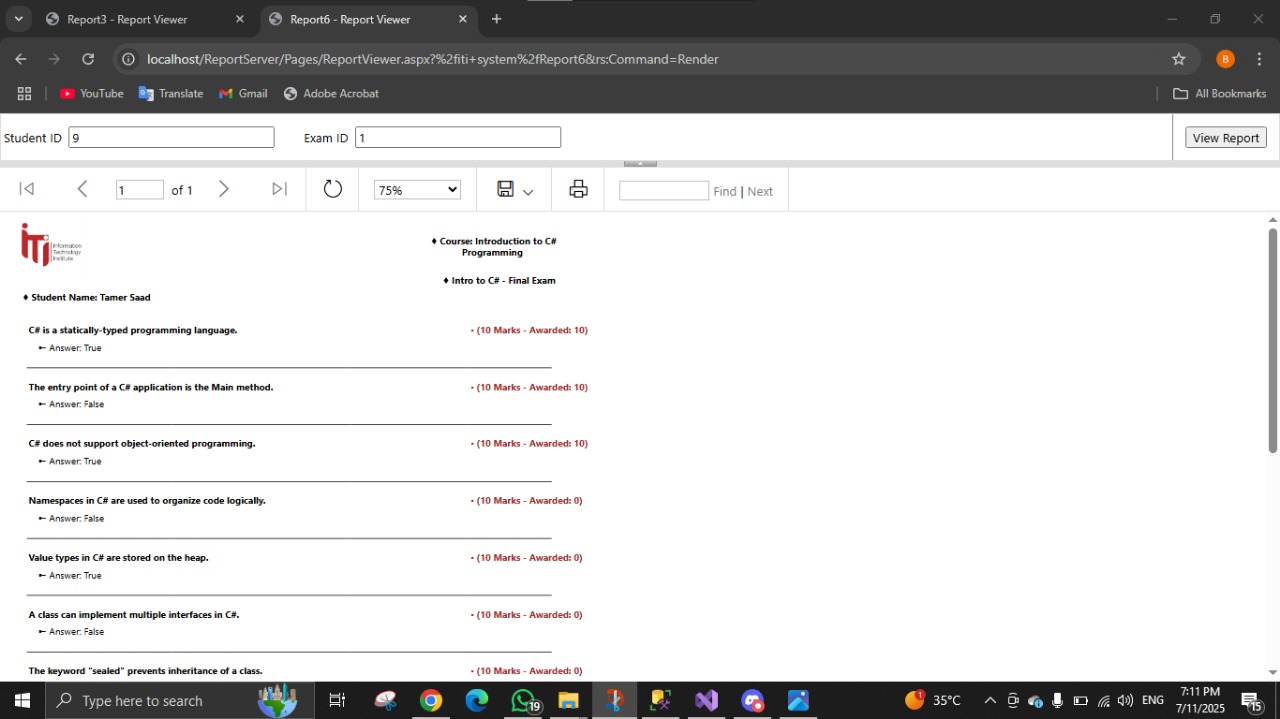 Report3 - Report Viewer
Report6 - Report Viewer
localhost/ReportServer/Pages/ReportViewer.aspx?%2fiti+system%2fReport6&rs:Command=Render
B
YouTube
Translate
Gmail
Adobe Acrobat
All Bookmarks
Student ID 9
Exam ID 1
View Report
1 of 1
75%
Find | Next
iTi
Information
Technology
Institute
♦ Course: Introduction to C#
Programming
♦ Intro to C# - Final Exam
♦ Student Name: Tamer Saad
C# is a statically-typed programming language. • (10 Marks - Awarded: 10)
Answer: True
The entry point of a C# application is the Main method. • (10 Marks - Awarded: 10)
Answer: False
C# does not support object-oriented programming. • (10 Marks - Awarded: 10)
Answer: True
Namespaces in C# are used to organize code logically. • (10 Marks - Awarded: 0)
Answer: False
Value types in C# are stored on the heap. • (10 Marks - Awarded: 0)
Answer: True
A class can implement multiple interfaces in C#. • (10 Marks - Awarded: 0)
Answer: False
The keyword "sealed" prevents inheritance of a class. • (10 Marks - Awarded: 0)
Type here to search
19
1
35°C
ENG
7:11 PM
7/11/2025
15